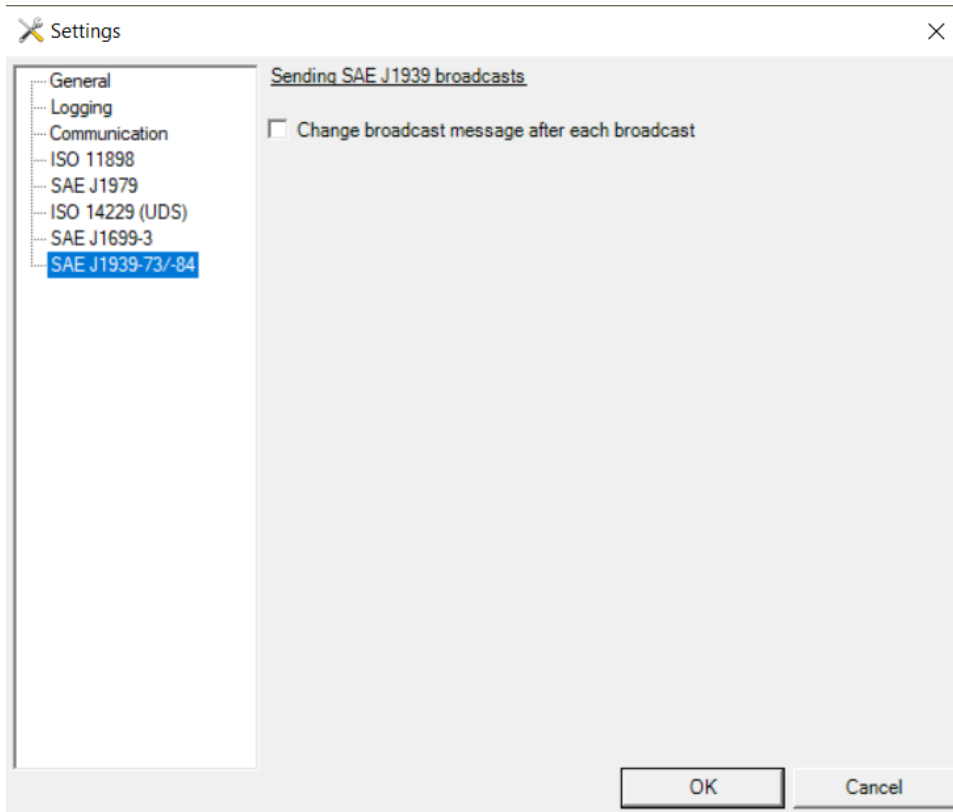 Settings
General
Logging
Communication
ISO 11898
SAE J1979
ISO 14229 (UDS)
SAE J1699-3
SAE J1939-73/-84
Sending SAE J1939 broadcasts
Change broadcast message after each broadcast
OK
Cancel